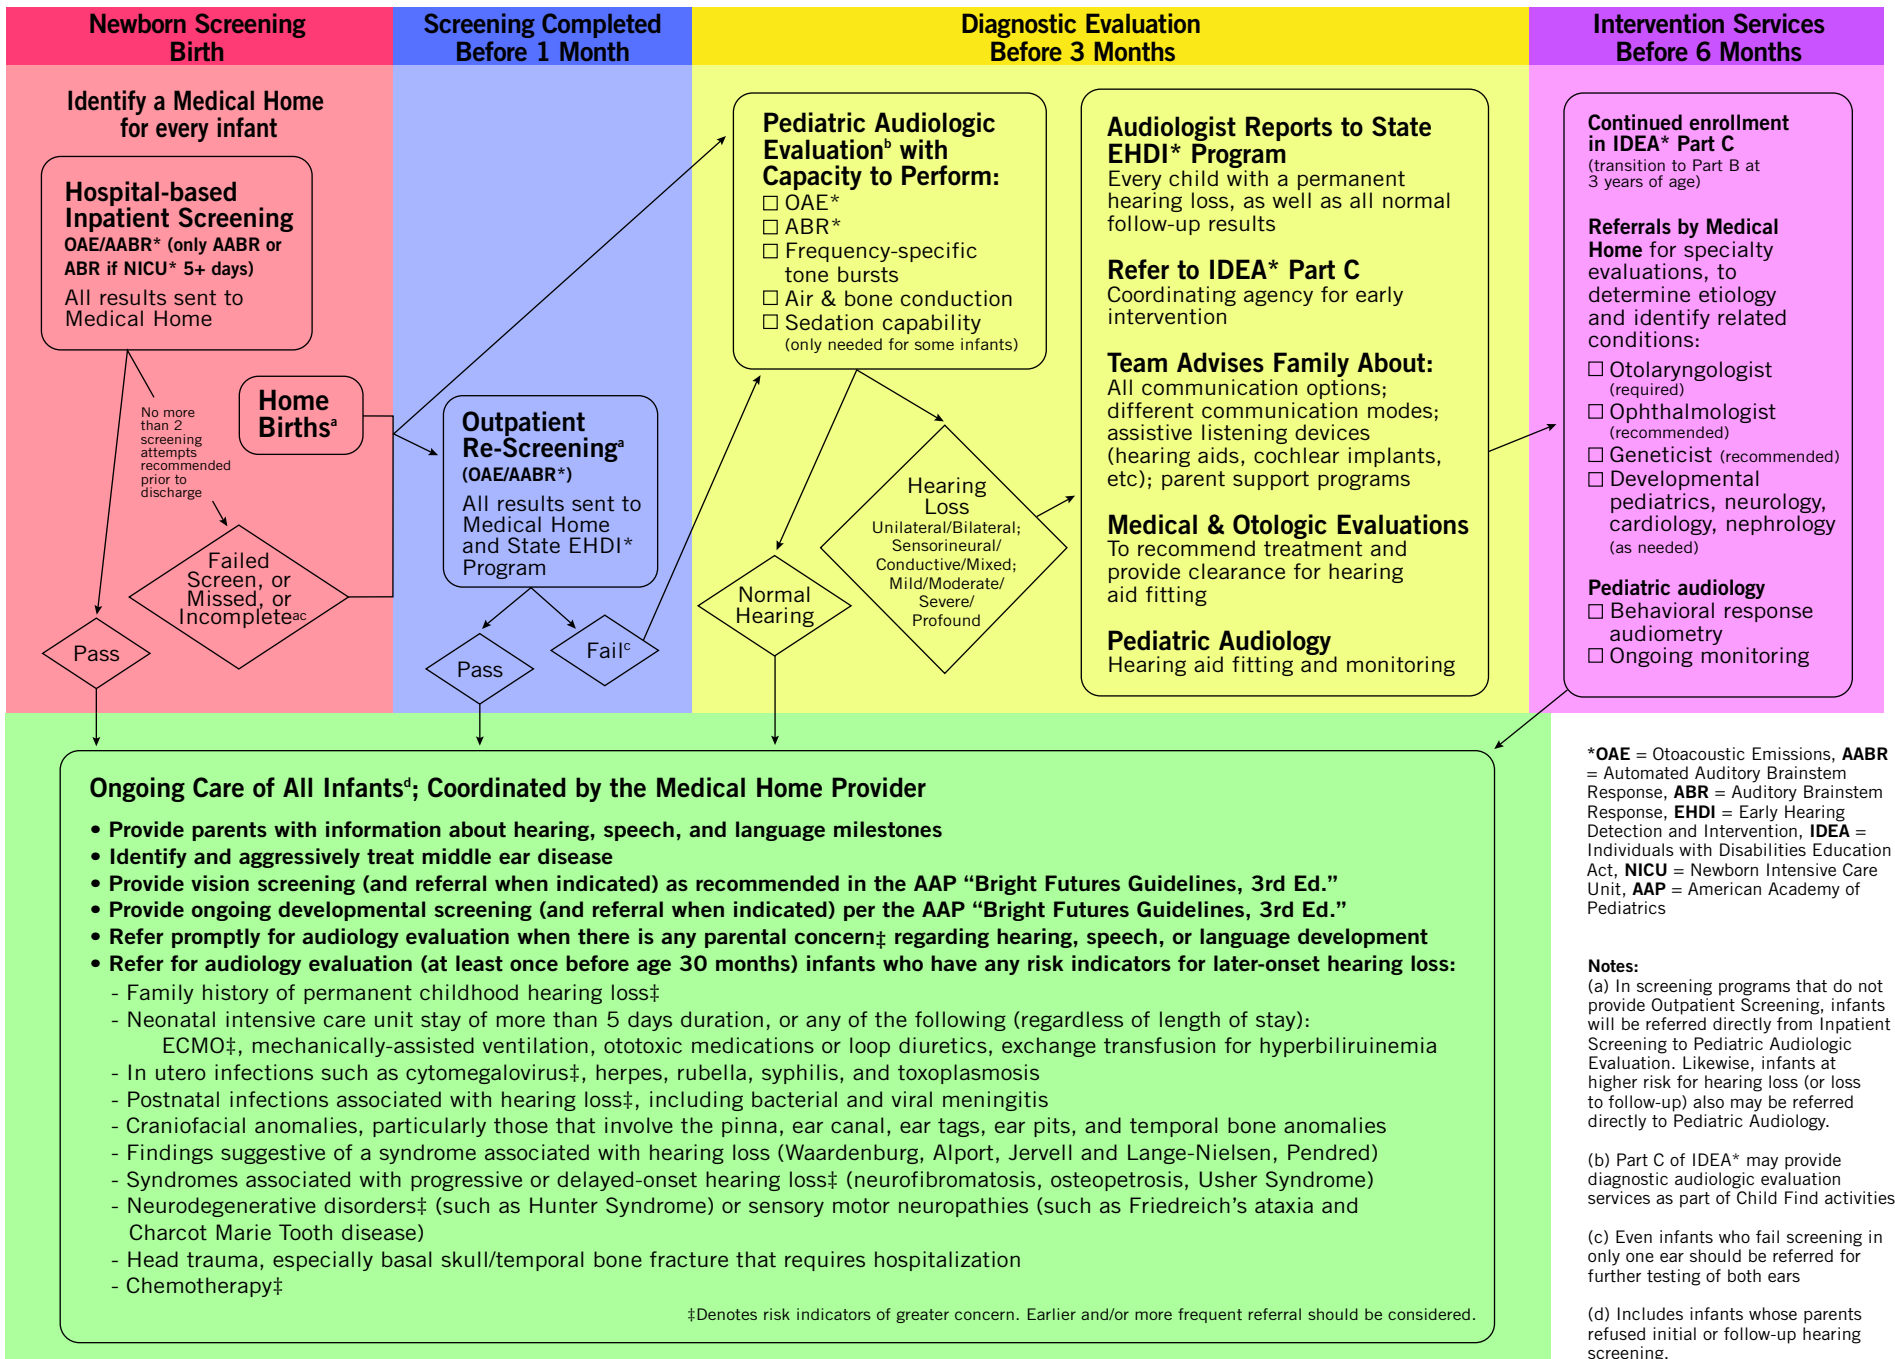 Newborn Screening
Birth
Screening Completed
Before 1 Month
Diagnostic Evaluation
Before 3 Months
Intervention Services
Before 6 Months
Identify a Medical Home
for every infant
Hospital-based
Inpatient Screening
OAE/AABR* (only AABR or
ABR if NICU* 5+ days)
All results sent to
Medical Home
No more
than 2
screening
attempts
recommended
prior to
discharge
Home
Birthsᵃ
Failed
Screen, or
Missed, or
Incompleteᵃᶜ
Pass
Outpatient
Re-Screeningᵃ
(OAE/AABR*)
All results sent to
Medical Home
and State EHDI*
Program
Pass
Failᶜ
Pediatric Audiologic
Evaluationᵇ with
Capacity to Perform:
☐ OAE*
☐ ABR*
☐ Frequency-specific
tone bursts
☐ Air & bone conduction
☐ Sedation capability
(only needed for some infants)
Normal
Hearing
Hearing
Loss
Unilateral/Bilateral;
Sensorineural/
Conductive/Mixed;
Mild/Moderate/
Severe/
Profound
Audiologist Reports to State
EHDI* Program
Every child with a permanent
hearing loss, as well as all normal
follow-up results
Refer to IDEA* Part C
Coordinating agency for early
intervention
Team Advises Family About:
All communication options;
different communication modes;
assistive listening devices
(hearing aids, cochlear implants,
etc); parent support programs
Medical & Otologic Evaluations
To recommend treatment and
provide clearance for hearing
aid fitting
Pediatric Audiology
Hearing aid fitting and monitoring
Continued enrollment
in IDEA* Part C
(transition to Part B at
3 years of age)
Referrals by Medical
Home for specialty
evaluations, to
determine etiology
and identify related
conditions:
☐ Otolaryngologist
(required)
☐ Ophthalmologist
(recommended)
☐ Geneticist (recommended)
☐ Developmental
pediatrics, neurology,
cardiology, nephrology
(as needed)
Pediatric audiology
☐ Behavioral response
audiometry
☐ Ongoing monitoring
Ongoing Care of All Infantsᵈ; Coordinated by the Medical Home Provider
• Provide parents with information about hearing, speech, and language milestones
• Identify and aggressively treat middle ear disease
• Provide vision screening (and referral when indicated) as recommended in the AAP “Bright Futures Guidelines, 3rd Ed.”
• Provide ongoing developmental screening (and referral when indicated) per the AAP “Bright Futures Guidelines, 3rd Ed.”
• Refer promptly for audiology evaluation when there is any parental concern‡ regarding hearing, speech, or language development
• Refer for audiology evaluation (at least once before age 30 months) infants who have any risk indicators for later-onset hearing loss:
- Family history of permanent childhood hearing loss‡
- Neonatal intensive care unit stay of more than 5 days duration, or any of the following (regardless of length of stay):
ECMO‡, mechanically-assisted ventilation, ototoxic medications or loop diuretics, exchange transfusion for hyperbiliruinemia
- In utero infections such as cytomegalovirus‡, herpes, rubella, syphilis, and toxoplasmosis
- Postnatal infections associated with hearing loss‡, including bacterial and viral meningitis
- Craniofacial anomalies, particularly those that involve the pinna, ear canal, ear tags, ear pits, and temporal bone anomalies
- Findings suggestive of a syndrome associated with hearing loss (Waardenburg, Alport, Jervell and Lange-Nielsen, Pendred)
- Syndromes associated with progressive or delayed-onset hearing loss‡ (neurofibromatosis, osteopetrosis, Usher Syndrome)
- Neurodegenerative disorders‡ (such as Hunter Syndrome) or sensory motor neuropathies (such as Friedreich’s ataxia and
Charcot Marie Tooth disease)
- Head trauma, especially basal skull/temporal bone fracture that requires hospitalization
- Chemotherapy‡
‡Denotes risk indicators of greater concern. Earlier and/or more frequent referral should be considered.
*OAE = Otoacoustic Emissions, AABR
= Automated Auditory Brainstem
Response, ABR = Auditory Brainstem
Response, EHDI = Early Hearing
Detection and Intervention, IDEA =
Individuals with Disabilities Education
Act, NICU = Newborn Intensive Care
Unit, AAP = American Academy of
Pediatrics
Notes:
(a) In screening programs that do not
provide Outpatient Screening, infants
will be referred directly from Inpatient
Screening to Pediatric Audiologic
Evaluation. Likewise, infants at
higher risk for hearing loss (or loss
to follow-up) also may be referred
directly to Pediatric Audiology.
(b) Part C of IDEA* may provide
diagnostic audiologic evaluation
services as part of Child Find activities
(c) Even infants who fail screening in
only one ear should be referred for
further testing of both ears
(d) Includes infants whose parents
refused initial or follow-up hearing
screening.